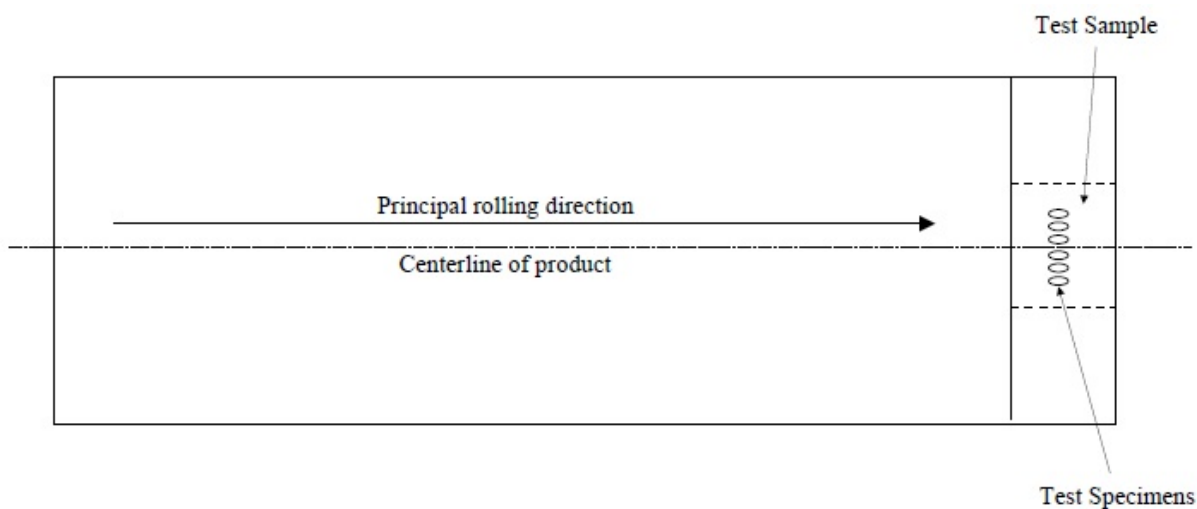 Test Sample
Principal rolling direction
Centerline of product
Test Specimens